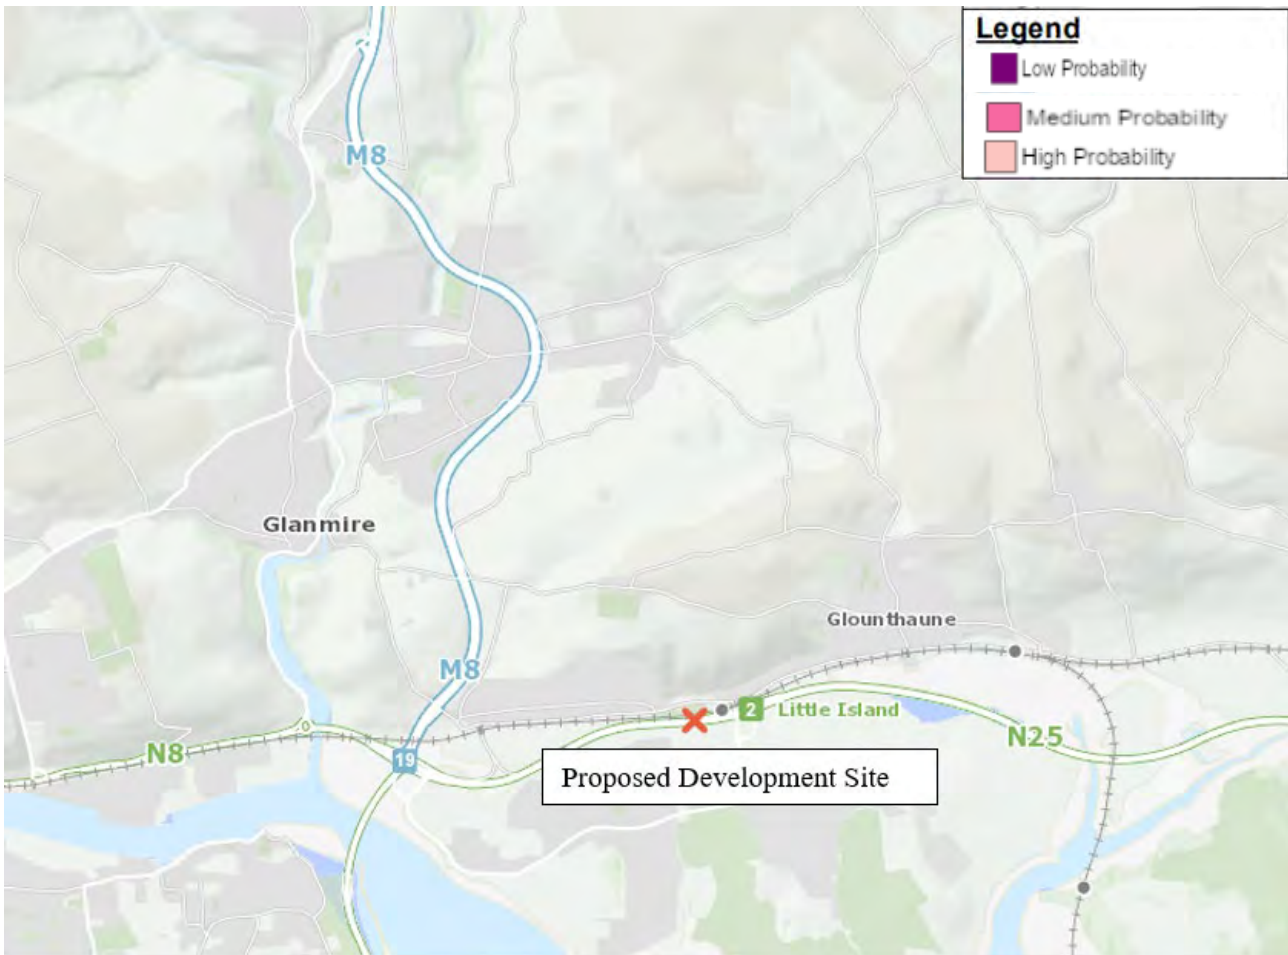 Legend
Low Probability
Medium Probability
High Probability
M8
Glanmire
Glounthaune
M8
2 Little Island
N8
0
19
N25
Proposed Development Site